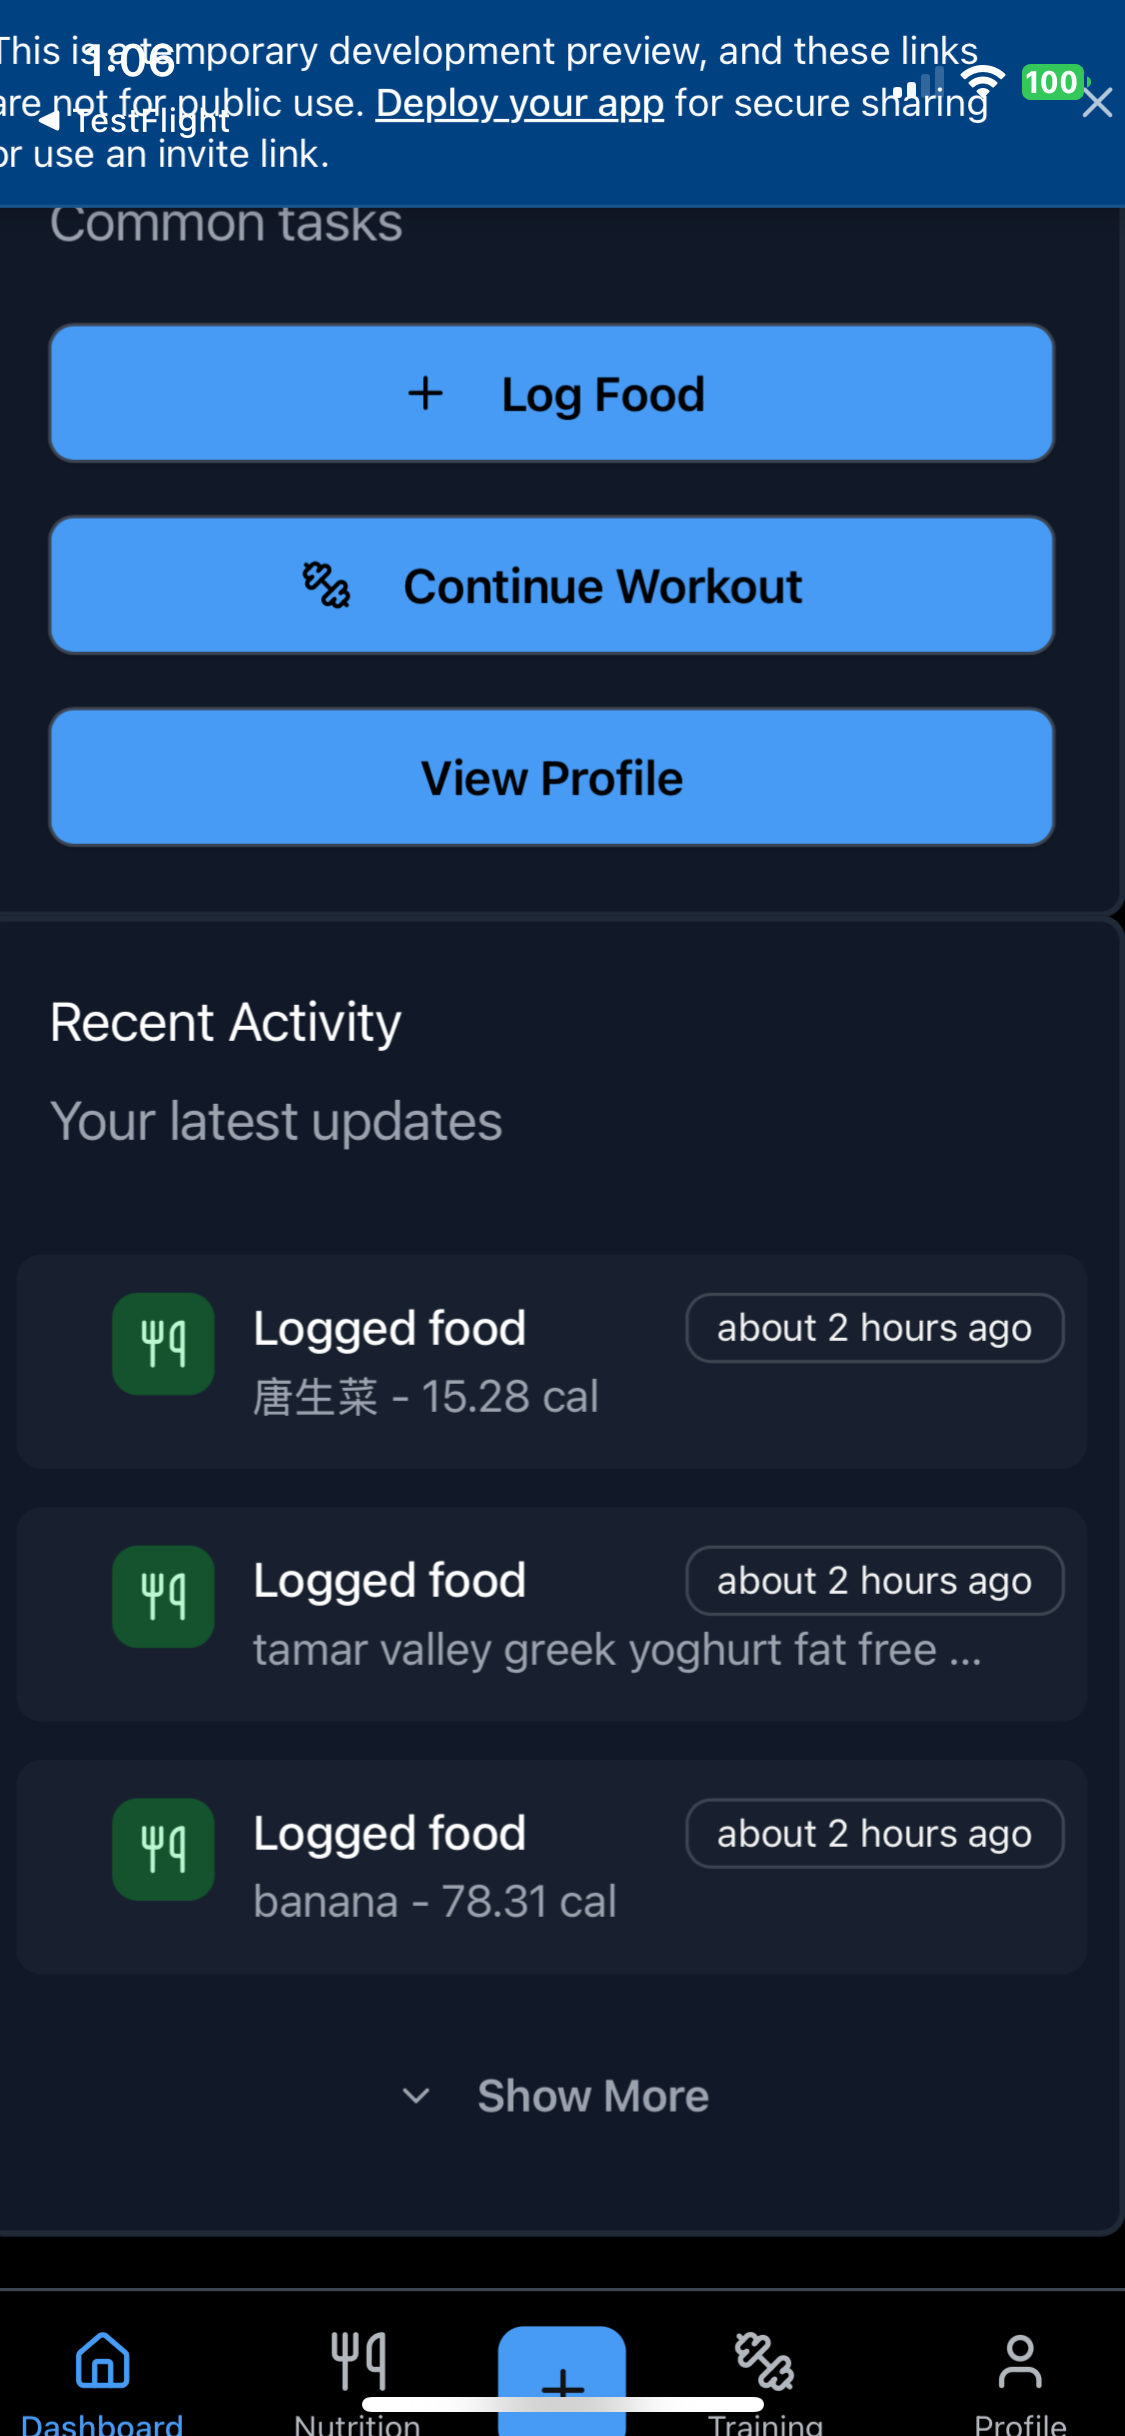 This is a temporary development preview, and these links
are not for public use. Deploy your app for secure sharing
or use an invite link.
1:06
100
TestFlight
Common tasks
Log Food
Continue Workout
View Profile
Recent Activity
Your latest updates
Logged food
about 2 hours ago
唐生菜 - 15.28 cal
Logged food
about 2 hours ago
tamar valley greek yoghurt fat free ...
Logged food
about 2 hours ago
banana - 78.31 cal
Show More
Dashboard
Nutrition
Training
Profile